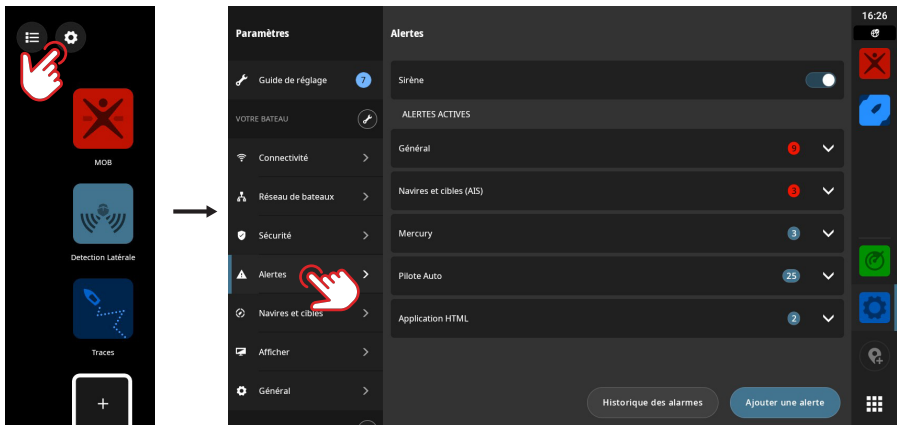 MOB
Detection Latérale
Traces
Paramètres
Guide de réglage 7
VOTRE BATEAU
Connectivité
Réseau de bateaux
Sécurité
Alertes
Navires et cibles
Afficher
Général
Alertes
Sirène
ALERTES ACTIVES
Général 9
Navires et cibles (AIS) 3
Mercury 3
Pilote Auto 25
Application HTML 2
Historique des alarmes
Ajouter une alerte
16:26